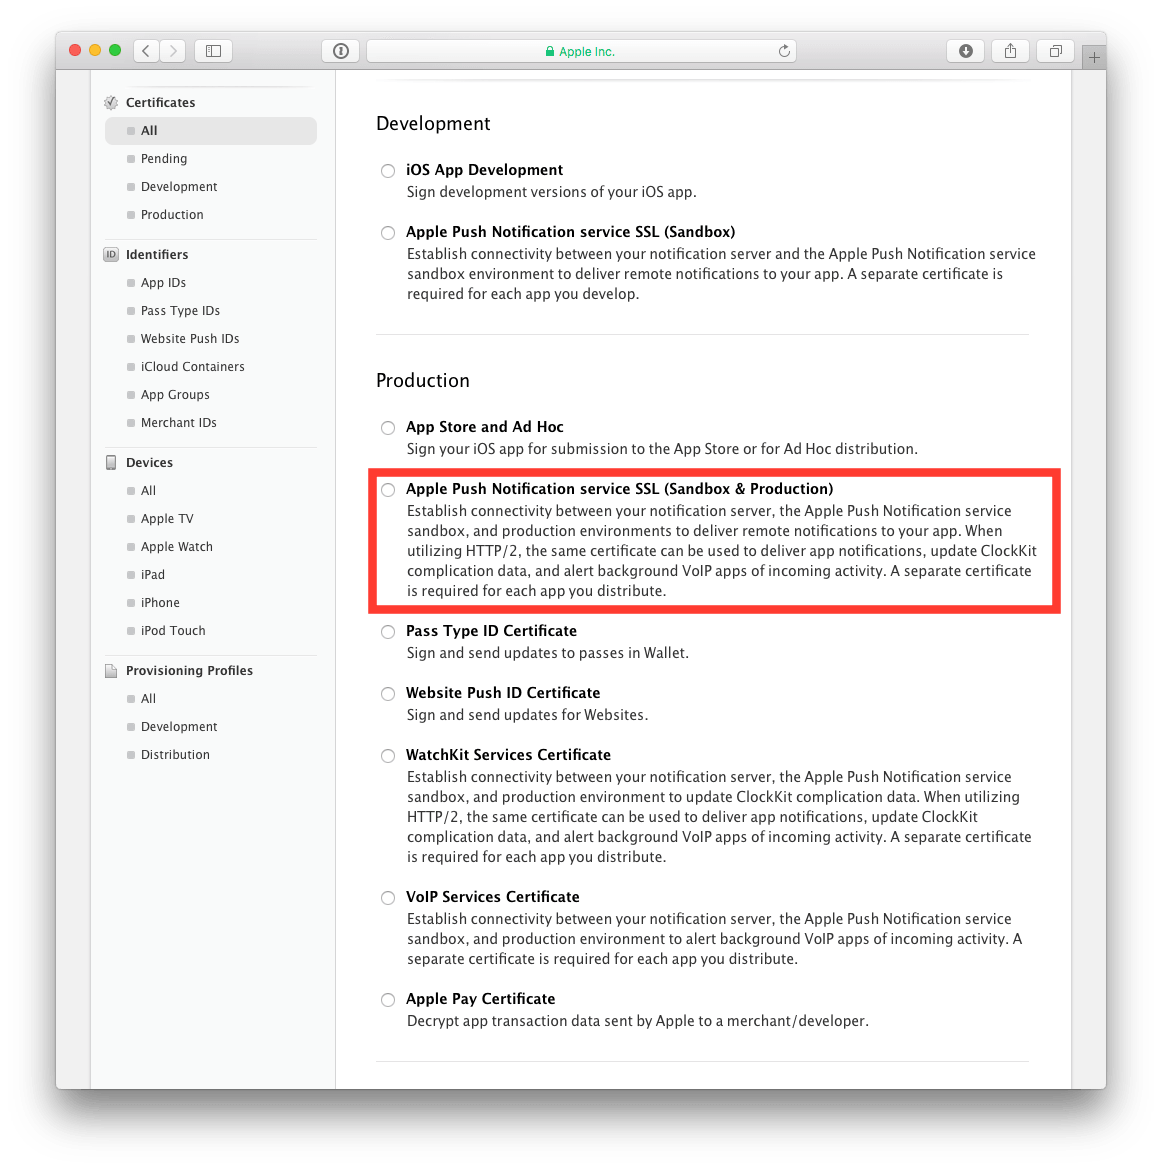 Apple Inc.
Certificates
All
Pending
Development
Production
ID Identifiers
App IDs
Pass Type IDs
Website Push IDs
iCloud Containers
App Groups
Merchant IDs
Devices
All
Apple TV
Apple Watch
iPad
iPhone
iPod Touch
Provisioning Profiles
All
Development
Distribution
Development
iOS App Development
Sign development versions of your iOS app.
Apple Push Notification service SSL (Sandbox)
Establish connectivity between your notification server and the Apple Push Notification service
sandbox environment to deliver remote notifications to your app. A separate certificate is
required for each app you develop.
Production
App Store and Ad Hoc
Sign your iOS app for submission to the App Store or for Ad Hoc distribution.
Apple Push Notification service SSL (Sandbox & Production)
Establish connectivity between your notification server, the Apple Push Notification service
sandbox, and production environments to deliver remote notifications to your app. When
utilizing HTTP/2, the same certificate can be used to deliver app notifications, update ClockKit
complication data, and alert background VoIP apps of incoming activity. A separate certificate
is required for each app you distribute.
Pass Type ID Certificate
Sign and send updates to passes in Wallet.
Website Push ID Certificate
Sign and send updates for Websites.
WatchKit Services Certificate
Establish connectivity between your notification server, the Apple Push Notification service
sandbox, and production environment to update ClockKit complication data. When utilizing
HTTP/2, the same certificate can be used to deliver app notifications, update ClockKit
complication data, and alert background VoIP apps of incoming activity. A separate certificate
is required for each app you distribute.
VoIP Services Certificate
Establish connectivity between your notification server, the Apple Push Notification service
sandbox, and production environment to alert background VoIP apps of incoming activity. A
separate certificate is required for each app you distribute.
Apple Pay Certificate
Decrypt app transaction data sent by Apple to a merchant/developer.